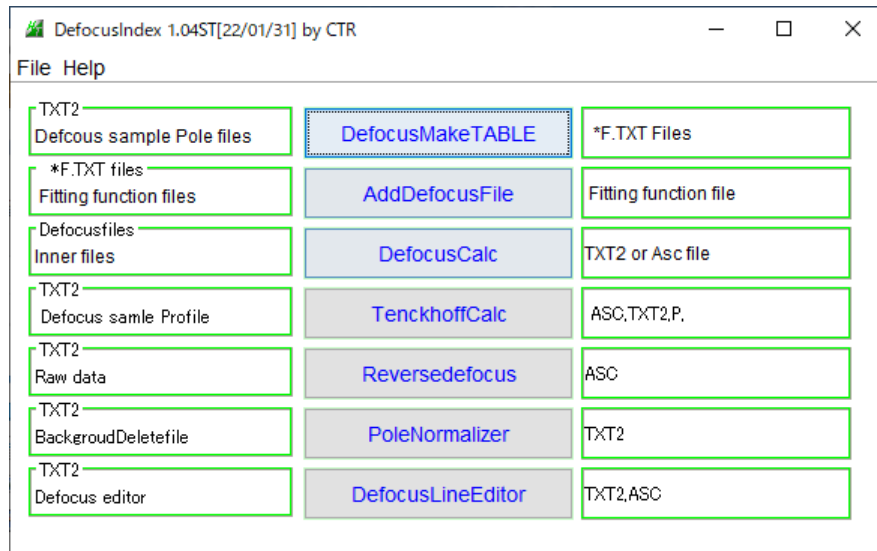 DefocusIndex 1.04ST[22/01/31] by CTR
File Help
TXT2
Defcous sample Pole files
DefocusMakeTABLE
*F.TXT Files
*F.TXT files
Fitting function files
AddDefocusFile
Fitting function file
Defocusfiles
Inner files
DefocusCalc
TXT2 or Asc file
TXT2
Defocus samle Profile
TenckhoffCalc
ASC,TXT2,P,
TXT2
Raw data
Reversedefocus
ASC
TXT2
BackgroudDeletefile
PoleNormalizer
TXT2
TXT2
Defocus editor
DefocusLineEditor
TXT2,ASC